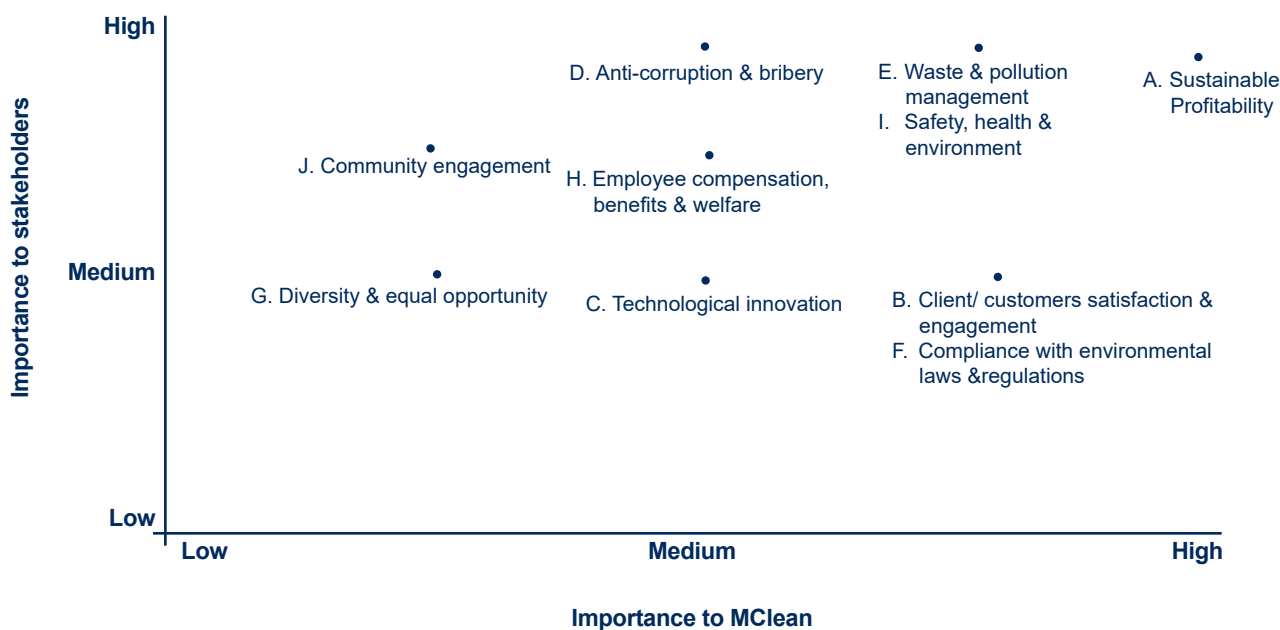 High
D. Anti-corruption & bribery
E. Waste & pollution
management
I. Safety, health &
environment
A. Sustainable
Profitability
J. Community engagement
H. Employee compensation,
benefits & welfare
Importance to stakeholders
Medium
G. Diversity & equal opportunity
C. Technological innovation
B. Client/ customers satisfaction &
engagement
F. Compliance with environmental
laws &regulations
Low
Low
Medium
High
Importance to MClean